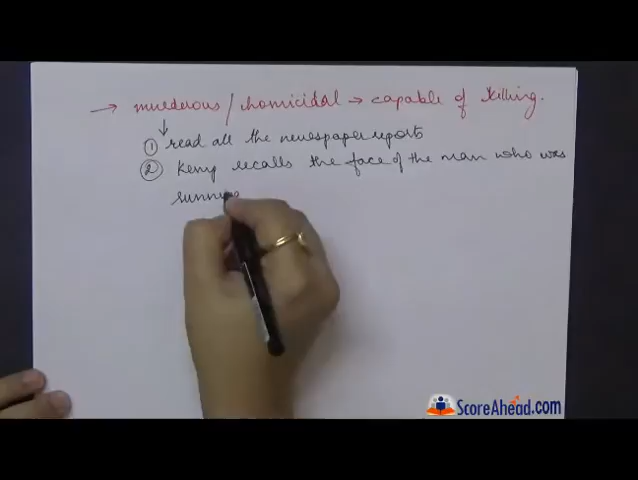 → murderous / homicidal → capable of killing.
① read all the newspaper reports
② Kemp recalls the face of the man who was
running
ScoreAhead.com